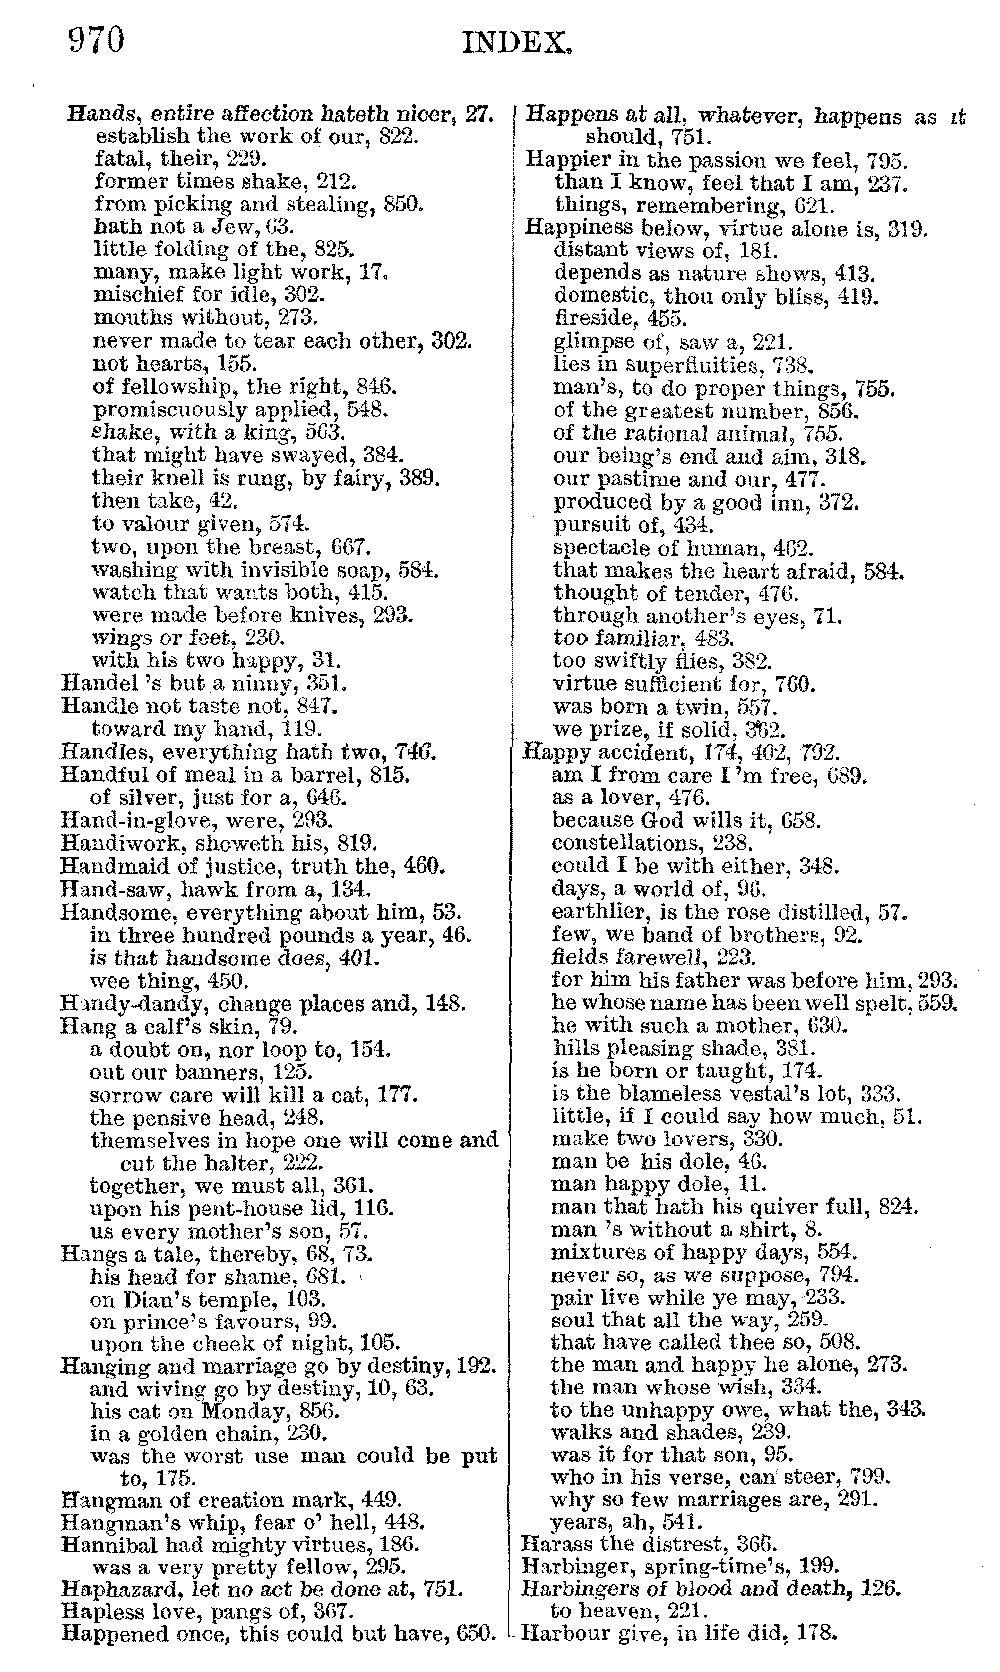 970
INDEX.
Hands, entire affection hateth nicer, 27.
establish the work of our, 822.
fatal, their, 229.
former times shake, 212.
from picking and stealing, 850.
hath not a Jew, 63.
little folding of the, 825.
many, make light work, 17.
mischief for idle, 302.
mouths without, 273.
never made to tear each other, 302.
not hearts, 155.
of fellowship, the right, 846.
promiscuously applied, 548.
shake, with a king, 563.
that might have swayed, 384.
their knell is rung, by fairy, 389.
then take, 42.
to valour given, 574.
two, upon the breast, 667.
washing with invisible soap, 584.
watch that wants both, 415.
were made before knives, 293.
wings or feet, 230.
with his two happy, 31.
Handel 's but a ninny, 351.
Handle not taste not, 847.
toward my hand, 119.
Handles, everything hath two, 746.
Handful of meal in a barrel, 815.
of silver, just for a, 646.
Hand-in-glove, were, 293.
Handiwork, showeth his, 819.
Handmaid of justice, truth the, 460.
Hand-saw, hawk from a, 134.
Handsome, everything about him, 53.
in three hundred pounds a year, 46.
is that handsome does, 401.
wee thing, 450.
Handy-dandy, change places and, 148.
Hang a calf's skin, 79.
a doubt on, nor loop to, 154.
out our banners, 125.
sorrow care will kill a cat, 177.
the pensive head, 248.
themselves in hope one will come and
cut the halter, 222.
together, we must all, 361.
upon his pent-house lid, 116.
us every mother's son, 57.
Hangs a tale, thereby, 68, 73.
his head for shame, 681.
on Dian's temple, 103.
on prince's favours, 99.
upon the cheek of night, 105.
Hanging and marriage go by destiny, 192.
and wiving go by destiny, 10, 63.
his cat on Monday, 856.
in a golden chain, 230.
was the worst use man could be put
to, 175.
Hangman of creation mark, 449.
Hangman's whip, fear o' hell, 448.
Hannibal had mighty virtues, 186.
was a very pretty fellow, 295.
Haphazard, let no act be done at, 751.
Hapless love, pangs of, 367.
Happened once, this could but have, 650.
Happens at all, whatever, happens as it
should, 751.
Happier in the passion we feel, 795.
than I know, feel that I am, 237.
things, remembering, 621.
Happiness below, virtue alone is, 319.
distant views of, 181.
depends as nature shows, 413.
domestic, thou only bliss, 419.
fireside, 455.
glimpse of, saw a, 221.
lies in superfluities, 738.
man's, to do proper things, 755.
of the greatest number, 856.
of the rational animal, 755.
our being's end and aim, 318.
our pastime and our, 477.
produced by a good inn, 372.
pursuit of, 434.
spectacle of human, 462.
that makes the heart afraid, 584.
thought of tender, 476.
through another's eyes, 71.
too familiar, 483.
too swiftly flies, 382.
virtue sufficient for, 760.
was born a twin, 557.
we prize, if solid, 362.
Happy accident, 174, 402, 792.
am I from care I 'm free, 689.
as a lover, 476.
because God wills it, 658.
constellations, 238.
could I be with either, 348.
days, a world of, 96.
earthlier, is the rose distilled, 57.
few, we band of brothers, 92.
fields farewell, 223.
for him his father was before him, 293.
he whose name has been well spelt, 559.
he with such a mother, 630.
hills pleasing shade, 381.
is he born or taught, 174.
is the blameless vestal's lot, 333.
little, if I could say how much, 51.
make two lovers, 330.
man be his dole, 46.
man happy dole, 11.
man that hath his quiver full, 824.
man 's without a shirt, 8.
mixtures of happy days, 554.
never so, as we suppose, 794.
pair live while ye may, 233.
soul that all the way, 259.
that have called thee so, 508.
the man and happy he alone, 273.
the man whose wish, 334.
to the unhappy owe, what the, 343.
walks and shades, 239.
was it for that son, 95.
who in his verse, can steer, 799.
why so few marriages are, 291.
years, ah, 541.
Harass the distrest, 366.
Harbinger, spring-time's, 199.
Harbingers of blood and death, 126.
to heaven, 221.
Harbour give, in life did, 178.